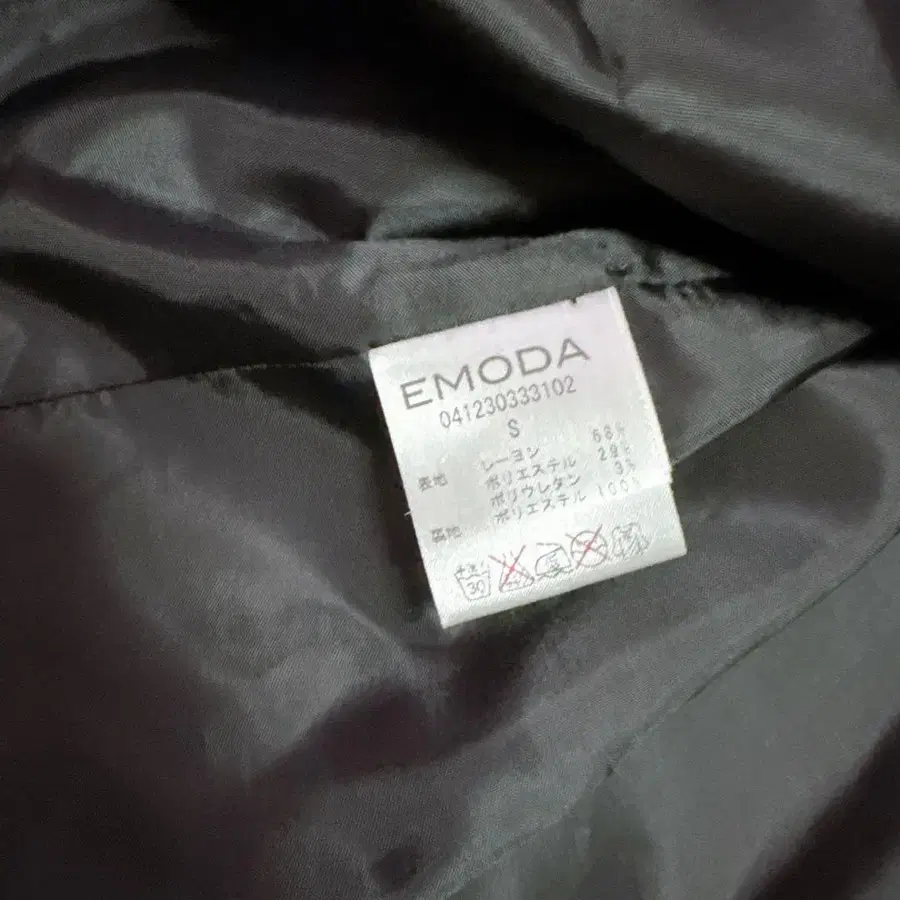 EMODA
041230333102
S
表地 レーヨン 68%
ポリエステル 29%
ポリウレタン 3%
裏地 ポリエステル 100%
30